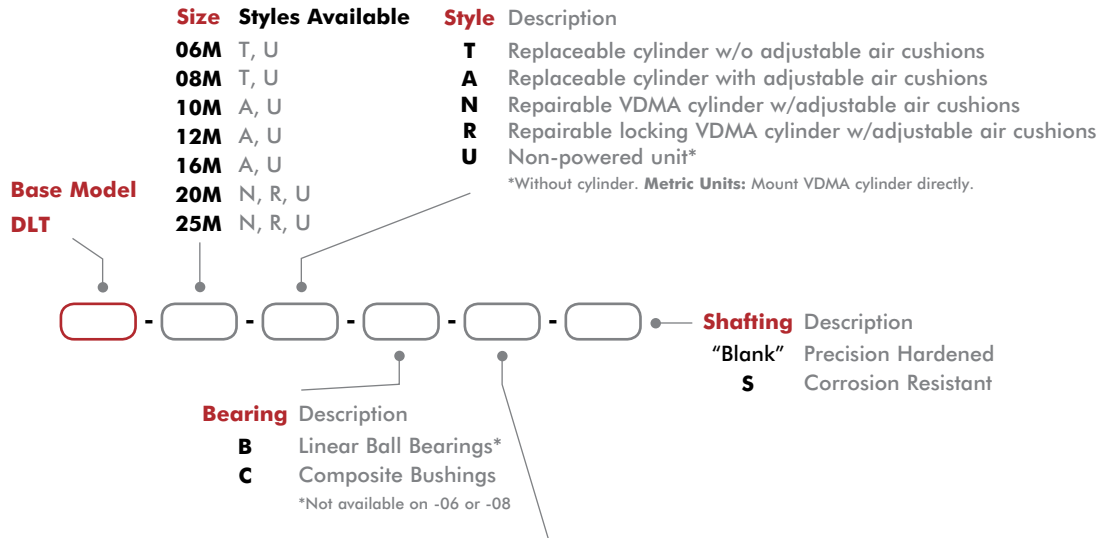 Size Styles Available
06M T, U
08M T, U
10M A, U
12M A, U
16M A, U
20M N, R, U
25M N, R, U
Style Description
T Replaceable cylinder w/o adjustable air cushions
A Replaceable cylinder with adjustable air cushions
N Repairable VDMA cylinder w/adjustable air cushions
R Repairable locking VDMA cylinder w/adjustable air cushions
U Non-powered unit*
*Without cylinder. Metric Units: Mount VDMA cylinder directly.
Base Model
DLT
- - - - -
Shafting Description
“Blank” Precision Hardened
S Corrosion Resistant
Bearing Description
B Linear Ball Bearings*
C Composite Bushings
*Not available on -06 or -08